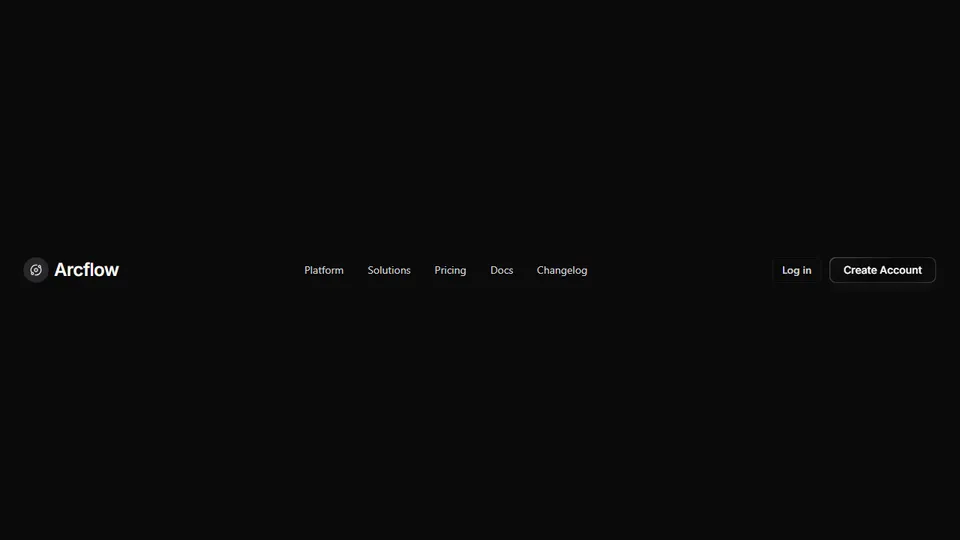 Arcflow
Platform Solutions Pricing Docs Changelog
Log in
Create Account